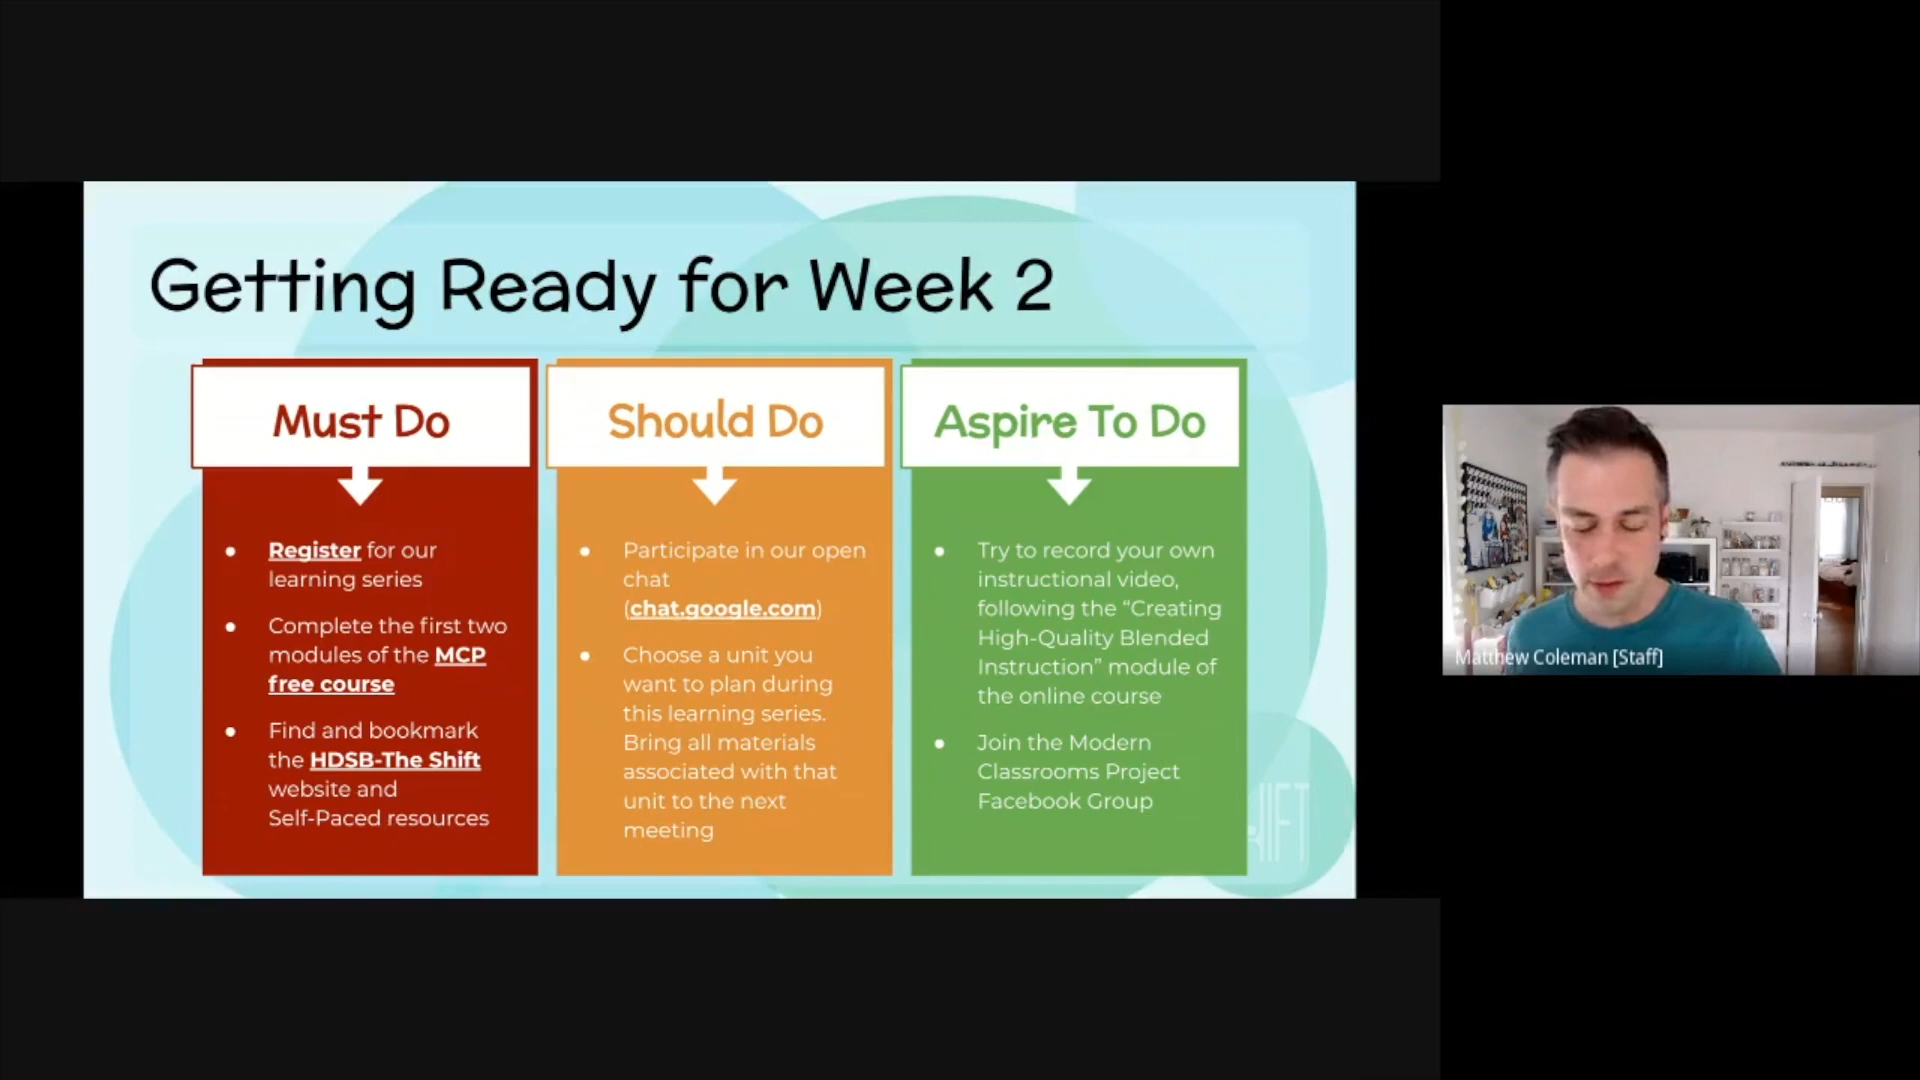 Getting Ready for Week 2
Must Do
Register for our
learning series
Complete the first two
modules of the MCP
free course
Find and bookmark
the HDSB-The Shift
website and
Self-Paced resources
Should Do
Participate in our open
chat
(chat.google.com)
Choose a unit you
want to plan during
this learning series.
Bring all materials
associated with that
unit to the next
meeting
Aspire To Do
Try to record your own
instructional video,
following the “Creating
High-Quality Blended
Instruction” module of
the online course
Join the Modern
Classrooms Project
Facebook Group
Matthew Coleman [Staff]